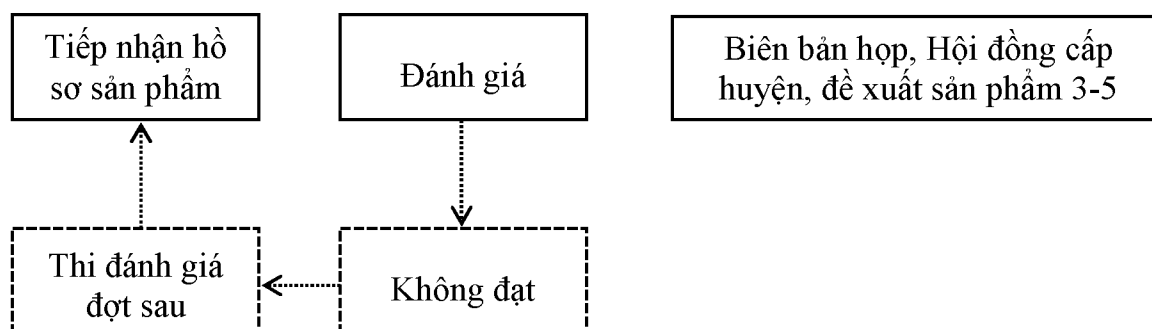 Tiếp nhận hồ
sơ sản phẩm
Đánh giá
Biên bản họp, Hội đồng cấp
huyện, đề xuất sản phẩm 3-5
Thi đánh giá
đợt sau
Không đạt